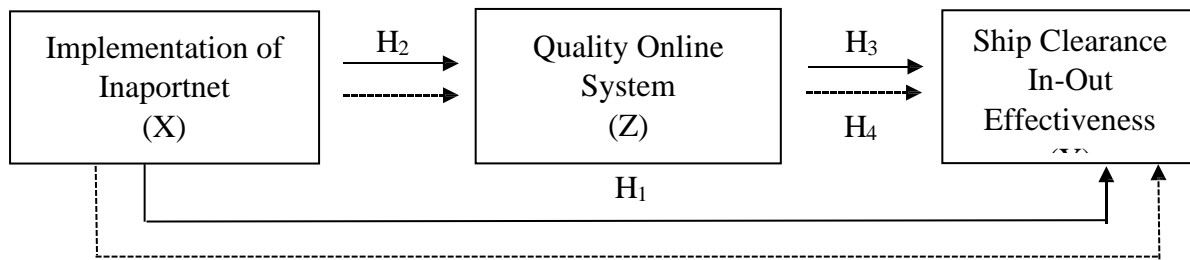 Implementation of
Inaportnet
(X)
H₂
Quality Online
System
(Z)
H₃
H₄
Ship Clearance
In-Out
Effectiveness
H₁